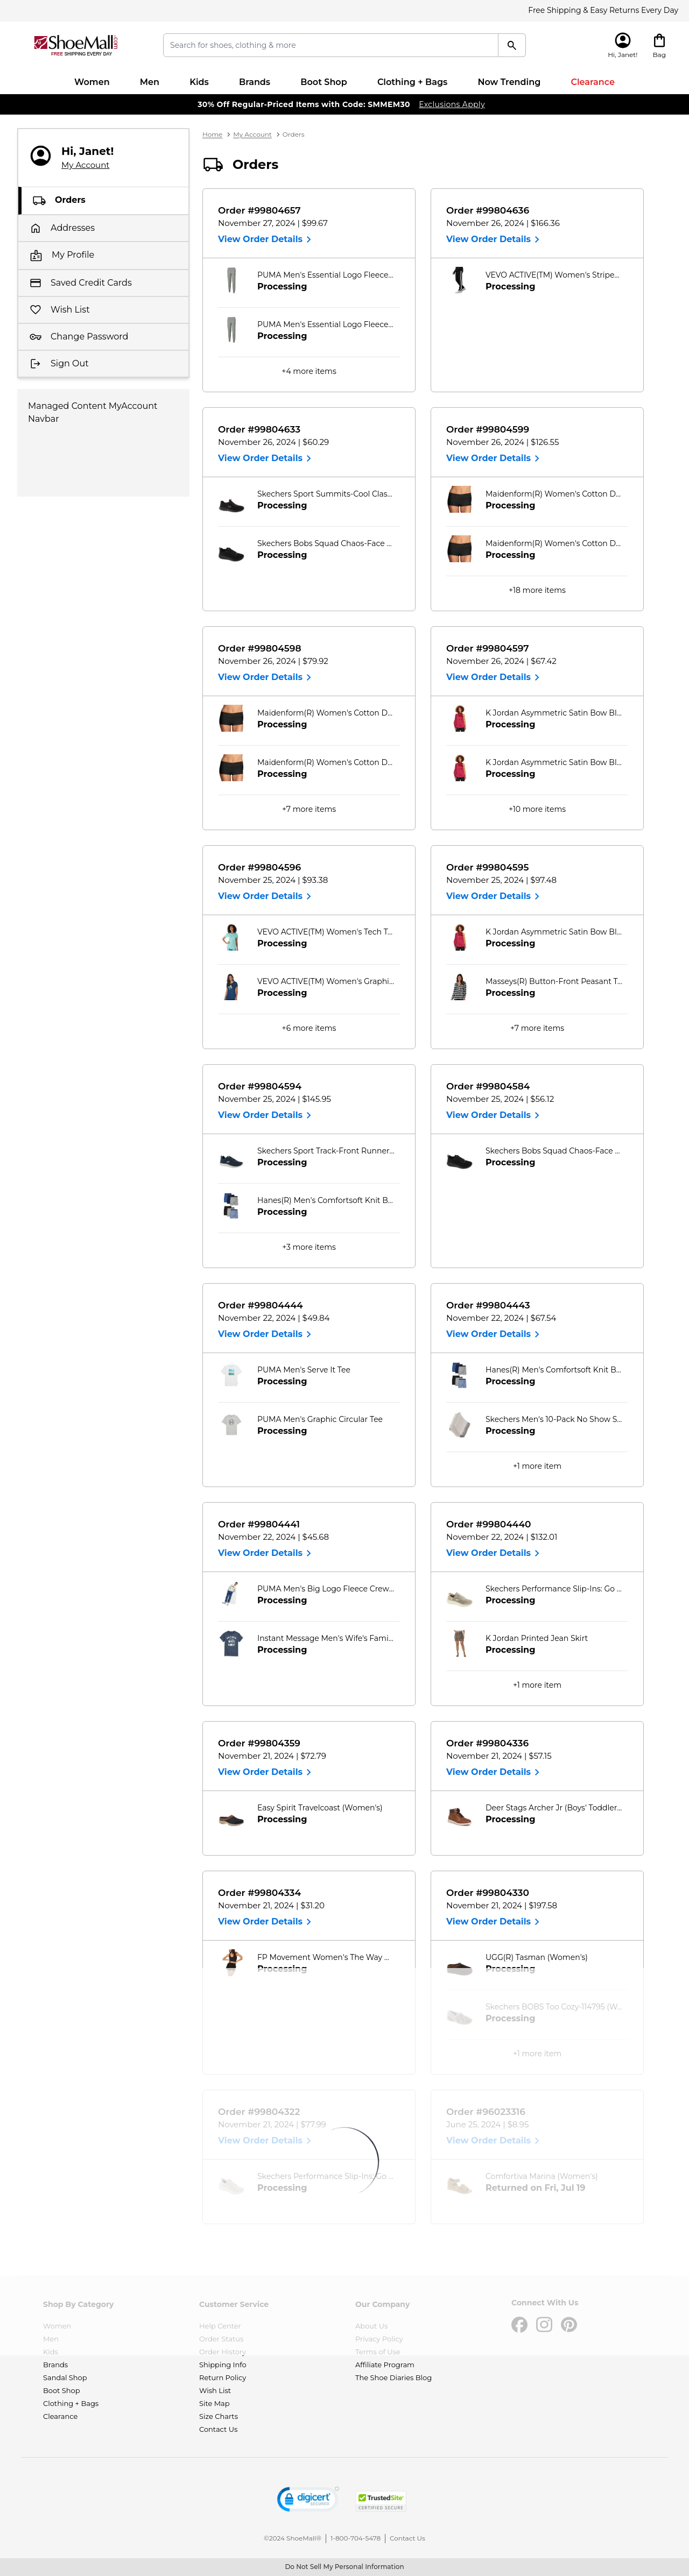 Free Shipping & Easy Returns Every Day
ShoeMall.com
FREE SHIPPING EVERY DAY
Search for shoes, clothing & more
Hi, Janet!
Bag
Women
Men
Kids
Brands
Boot Shop
Clothing + Bags
Now Trending
Clearance
30% Off Regular-Priced Items with Code: SMMEM30 Exclusions Apply
Hi, Janet!
My Account
Orders
Addresses
My Profile
Saved Credit Cards
Wish List
Change Password
Sign Out
Managed Content MyAccount
Navbar
Home > My Account > Orders
Orders
Order #99804657
November 27, 2024 | $99.67
View Order Details
PUMA Men's Essential Logo Fleece...
Processing
PUMA Men's Essential Logo Fleece...
Processing
+4 more items
Order #99804636
November 26, 2024 | $166.36
View Order Details
VEVO ACTIVE(TM) Women's Stripe...
Processing
Order #99804633
November 26, 2024 | $60.29
View Order Details
Skechers Sport Summits-Cool Clas...
Processing
Skechers Bobs Squad Chaos-Face ...
Processing
Order #99804599
November 26, 2024 | $126.55
View Order Details
Maidenform(R) Women's Cotton D...
Processing
Maidenform(R) Women's Cotton D...
Processing
+18 more items
Order #99804598
November 26, 2024 | $79.92
View Order Details
Maidenform(R) Women's Cotton D...
Processing
Maidenform(R) Women's Cotton D...
Processing
+7 more items
Order #99804597
November 26, 2024 | $67.42
View Order Details
K Jordan Asymmetric Satin Bow Bl...
Processing
K Jordan Asymmetric Satin Bow Bl...
Processing
+10 more items
Order #99804596
November 25, 2024 | $93.38
View Order Details
VEVO ACTIVE(TM) Women's Tech T...
Processing
VEVO ACTIVE(TM) Women's Graphi...
Processing
+6 more items
Order #99804595
November 25, 2024 | $97.48
View Order Details
K Jordan Asymmetric Satin Bow Bl...
Processing
Masseys(R) Button-Front Peasant T...
Processing
+7 more items
Order #99804594
November 25, 2024 | $145.95
View Order Details
Skechers Sport Track-Front Runner...
Processing
Hanes(R) Men's Comfortsoft Knit B...
Processing
+3 more items
Order #99804584
November 25, 2024 | $56.12
View Order Details
Skechers Bobs Squad Chaos-Face ...
Processing
Order #99804444
November 22, 2024 | $49.84
View Order Details
PUMA Men's Serve It Tee
Processing
PUMA Men's Graphic Circular Tee
Processing
Order #99804443
November 22, 2024 | $67.54
View Order Details
Hanes(R) Men's Comfortsoft Knit B...
Processing
Skechers Men's 10-Pack No Show S...
Processing
+1 more item
Order #99804441
November 22, 2024 | $45.68
View Order Details
PUMA Men's Big Logo Fleece Crew...
Processing
Instant Message Men's Wife's Fami...
Processing
Order #99804440
November 22, 2024 | $132.01
View Order Details
Skechers Performance Slip-Ins: Go ...
Processing
K Jordan Printed Jean Skirt
Processing
+1 more item
Order #99804359
November 21, 2024 | $72.79
View Order Details
Easy Spirit Travelcoast (Women's)
Processing
Order #99804336
November 21, 2024 | $57.15
View Order Details
Deer Stags Archer Jr (Boys' Toddler...
Processing
Order #99804334
November 21, 2024 | $31.20
View Order Details
FP Movement Women's The Way ...
Processing
Order #99804330
November 21, 2024 | $197.58
View Order Details
UGG(R) Tasman (Women's)
Processing
Skechers BOBS Too Cozy-114795 (W...
Processing
+1 more item
Order #99804322
November 21, 2024 | $77.99
View Order Details
Skechers Performance Slip-Ins: Go ...
Processing
Order #96023316
June 25, 2024 | $8.95
View Order Details
Comfortiva Marina (Women's)
Returned on Fri, Jul 19
Shop By Category
Women
Men
Kids
Brands
Sandal Shop
Boot Shop
Clothing + Bags
Clearance
Customer Service
Help Center
Order Status
Order History
Shipping Info
Return Policy
Wish List
Site Map
Size Charts
Contact Us
Our Company
About Us
Privacy Policy
Terms of Use
Affiliate Program
The Shoe Diaries Blog
Connect With Us
digicert
SECURED
TrustedSite
CERTIFIED SECURE
©2024 ShoeMall® | 1-800-704-5478 | Contact Us
Do Not Sell My Personal Information